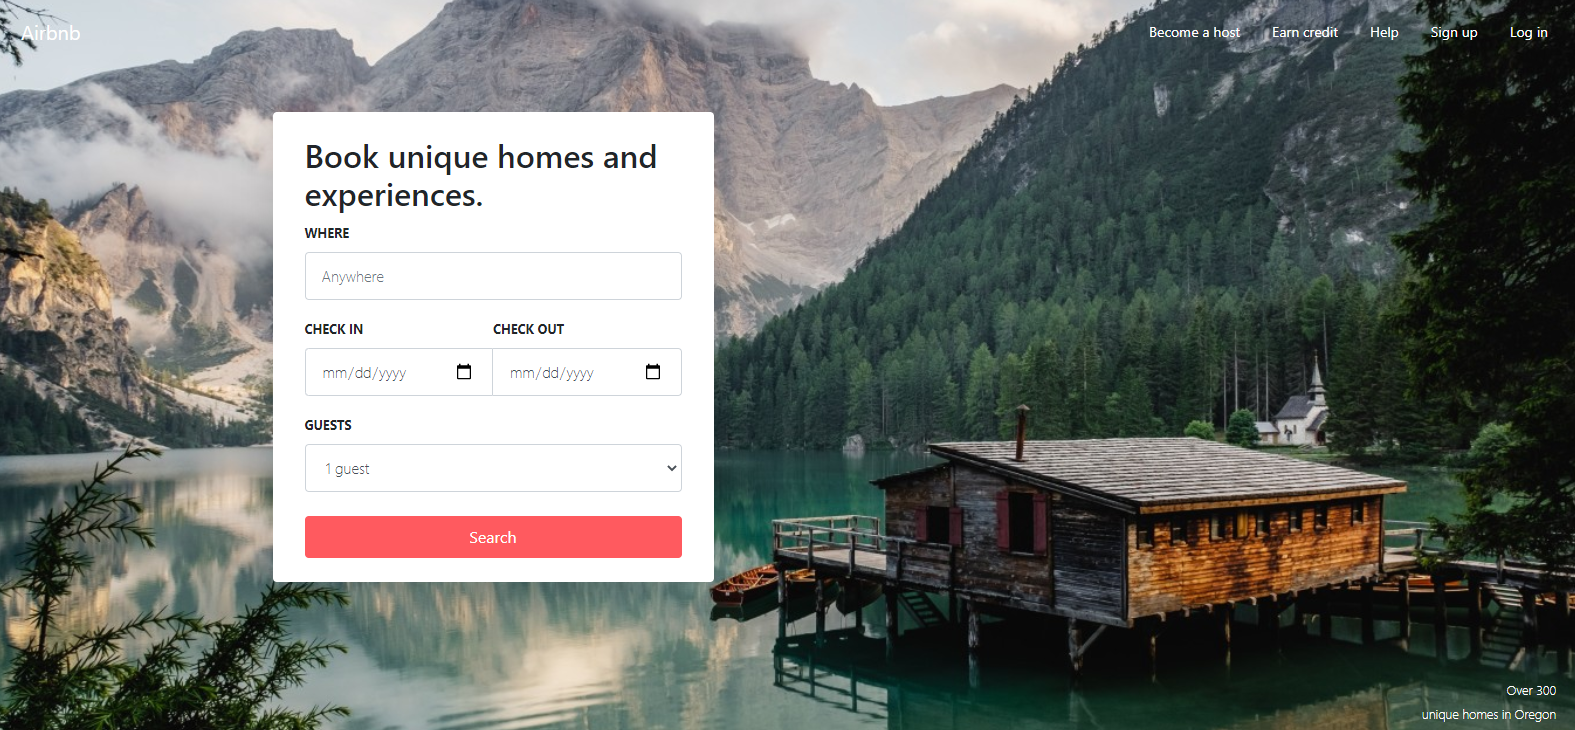 Airbnb
Become a host
Earn credit
Help
Sign up
Log in
Book unique homes and
experiences.
WHERE
Anywhere
CHECK IN
CHECK OUT
mm/dd/yyyy
mm/dd/yyyy
GUESTS
1 guest
Search
Over 300
unique homes in Oregon